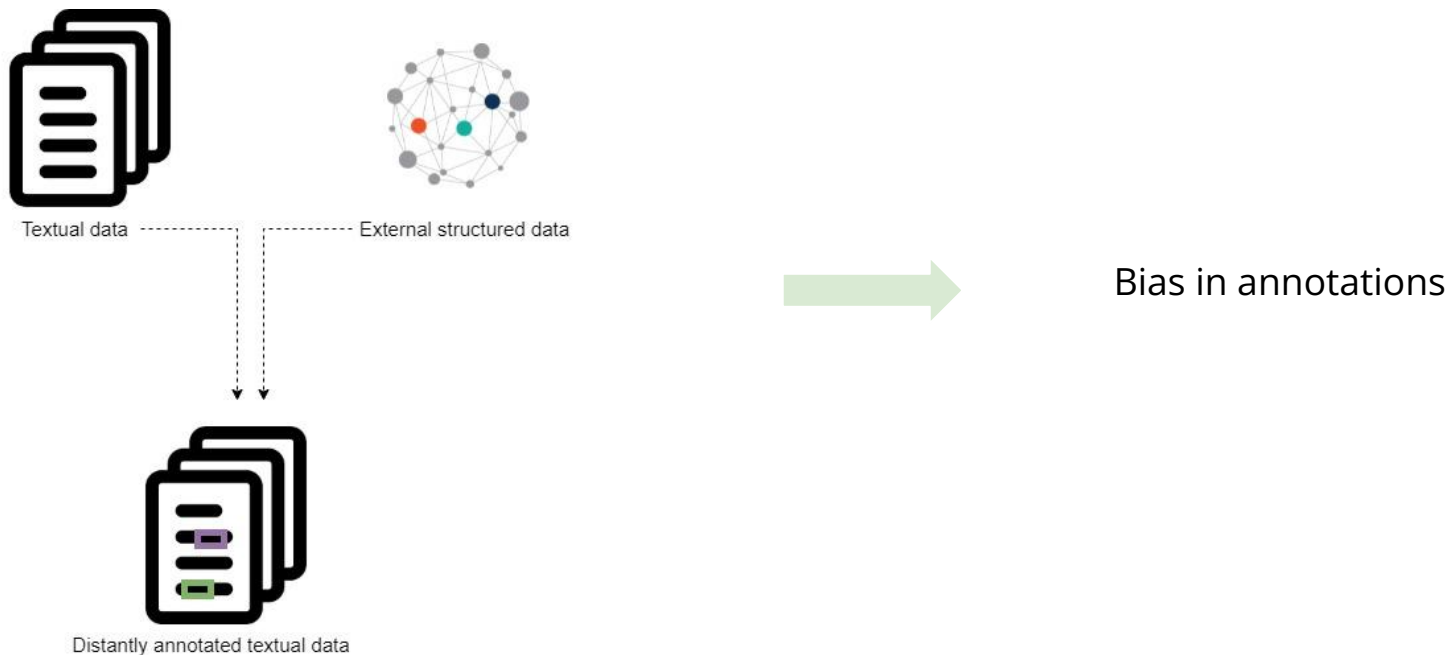 Textual data
External structured data
Bias in annotations
Distantly annotated textual data